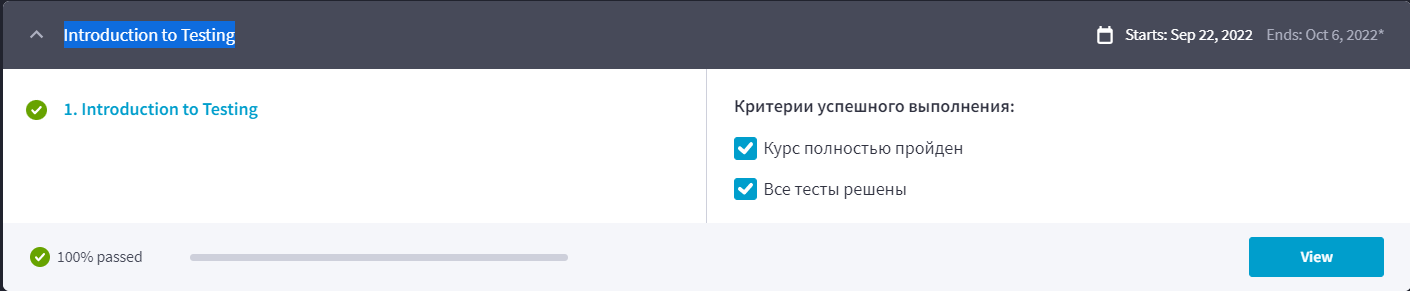 Introduction to Testing
Starts: Sep 22, 2022 Ends: Oct 6, 2022*
1. Introduction to Testing
Критерии успешного выполнения:
Курс полностью пройден
Все тесты решены
100% passed
View